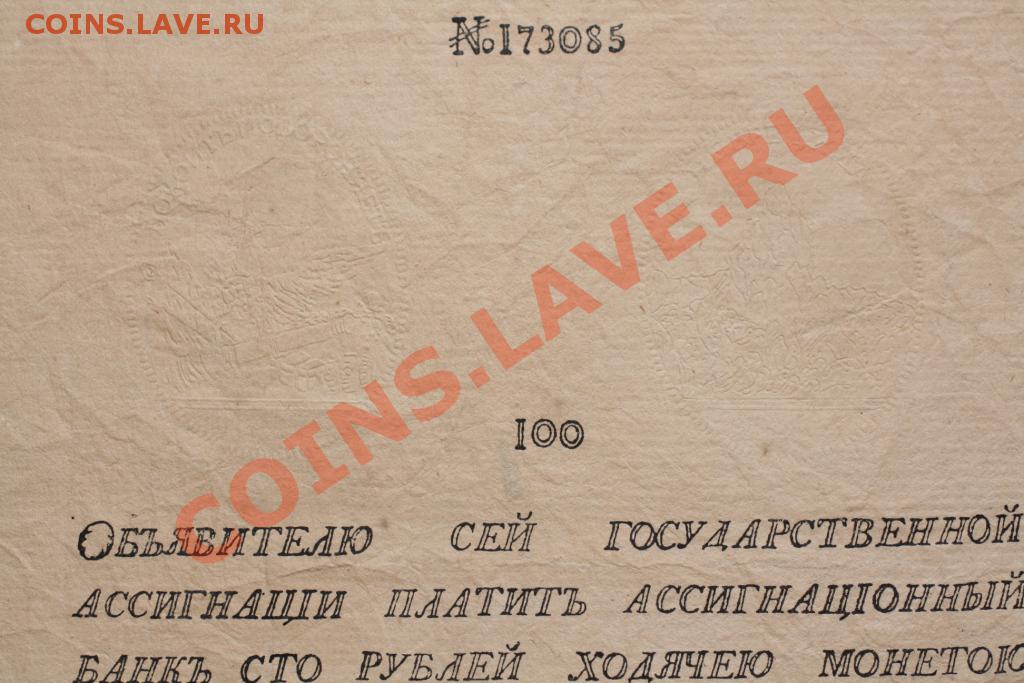 COINS.LAVE.RU
№173085
COINS.LAVE.RU
100
ОБЪЯВИТЕЛЮ СЕЙ ГОСУДАРСТВЕННОЙ
АССИГНАЦІИ ПЛАТИТЪ АССИГНАЦІОННЫЙ
БАНКЪ СТО РУБЛЕЙ ХОДЯЧЕЮ МОНЕТОЮ